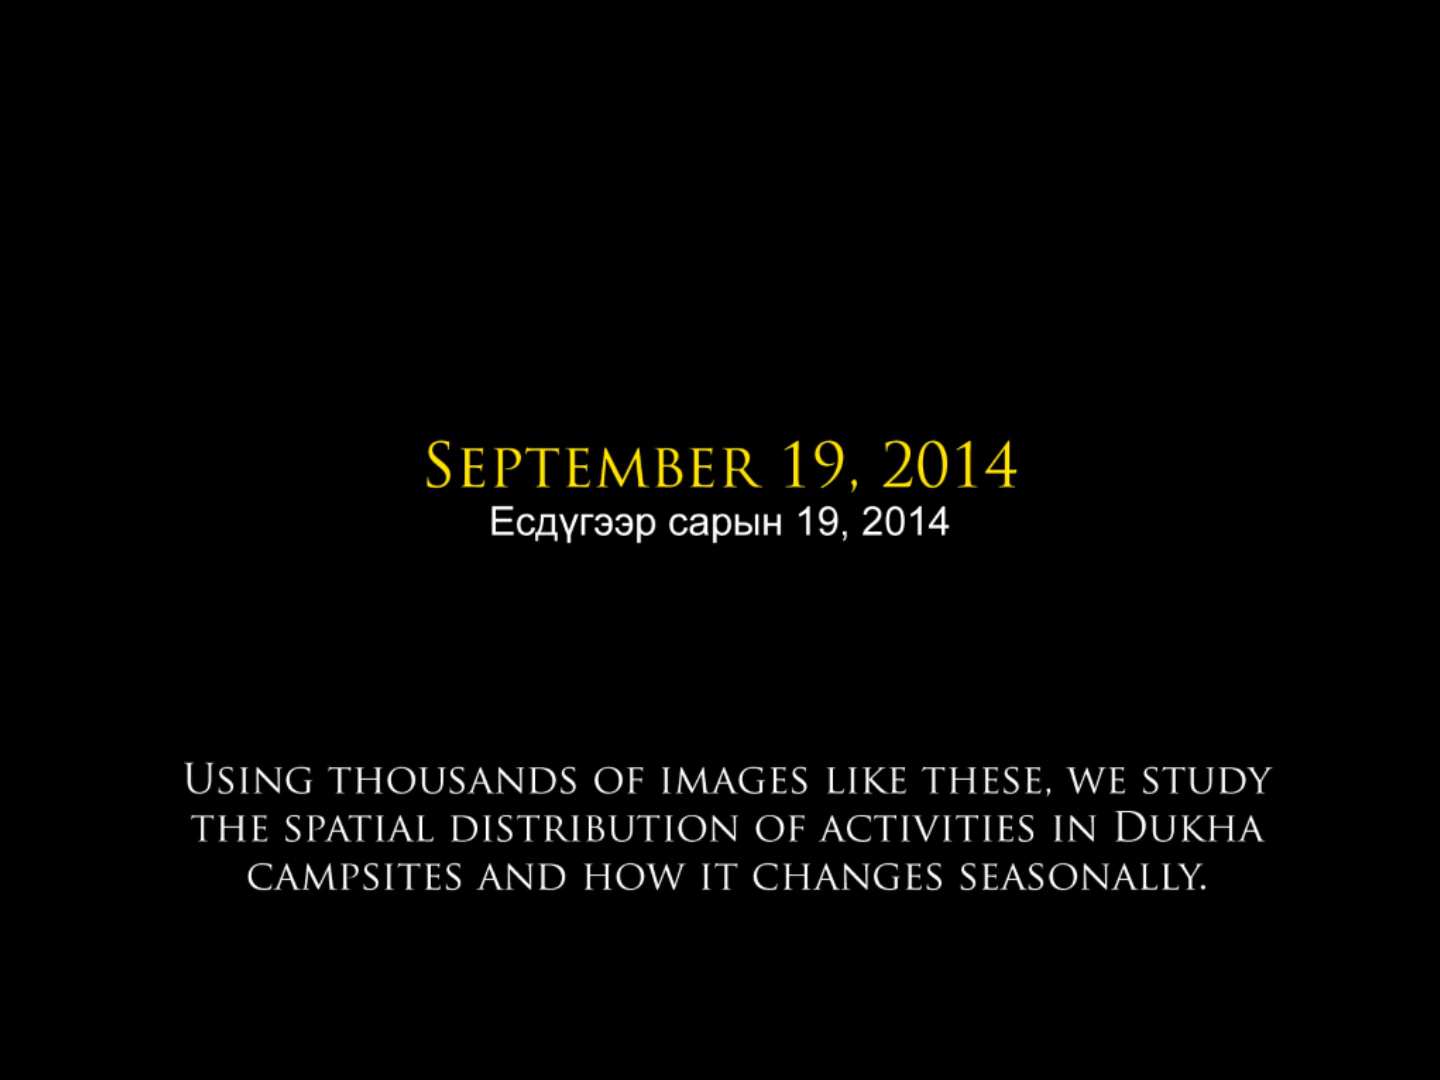 September 19, 2014
Есдүгээр сарын 19, 2014
Using thousands of images like these, we study
the spatial distribution of activities in Dukha
campsites and how it changes seasonally.